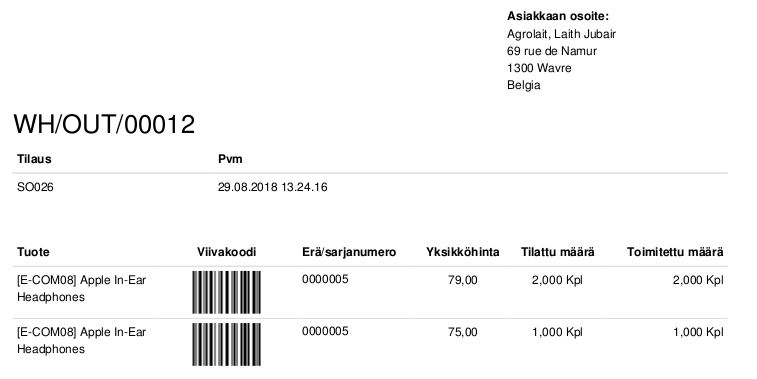 Asiakkaan osoite:
Agrolait, Laith Jubair
69 rue de Namur
1300 Wavre
Belgia
WH/OUT/00012
Tilaus Pvm
SO026 29.08.2018 13.24.16
Tuote Viivakoodi Erä/sarjanumero Yksikköhinta Tilattu määrä Toimitettu määrä
[E-COM08] Apple In-Ear 0000005 79,00 2,000 Kpl 2,000 Kpl
Headphones
[E-COM08] Apple In-Ear 0000005 75,00 1,000 Kpl 1,000 Kpl
Headphones